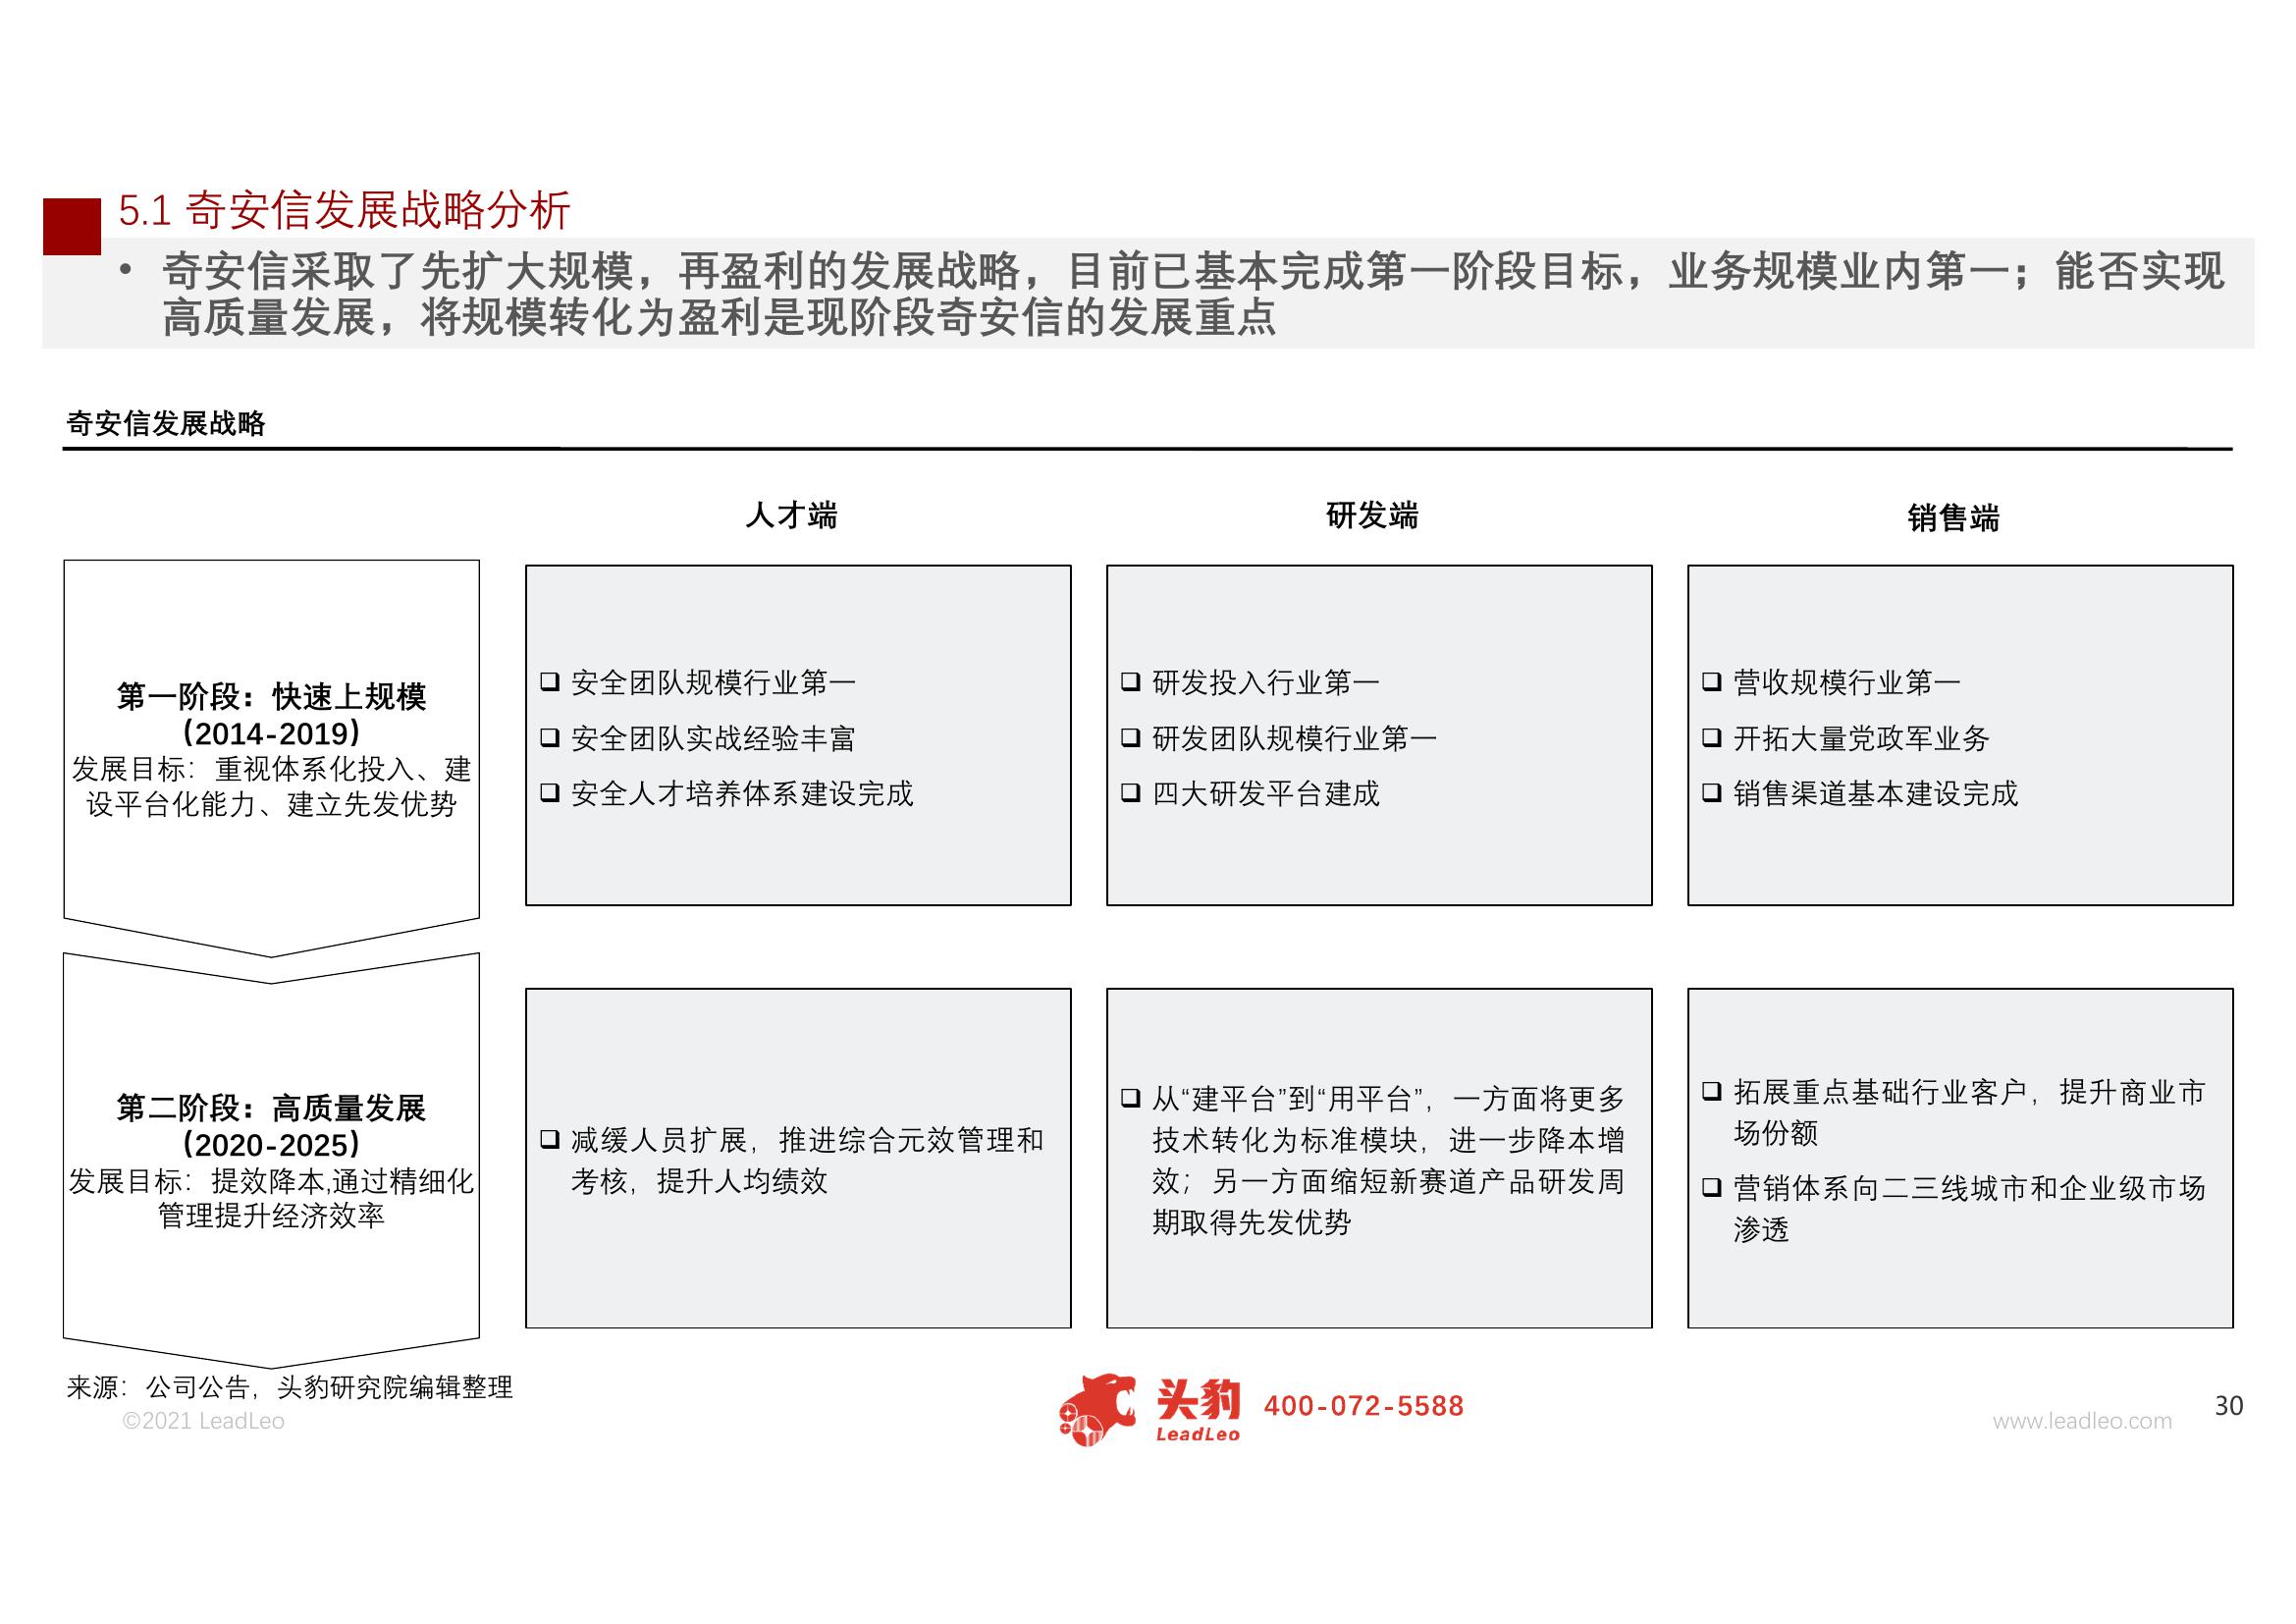 5.1 奇安信发展战略分析
• 奇安信采取了先扩大规模，再盈利的发展战略，目前已基本完成第一阶段目标，业务规模业内第一；能否实现
高质量发展，将规模转化为盈利是现阶段奇安信的发展重点
奇安信发展战略
人才端
研发端
销售端
第一阶段：快速上规模
（2014-2019）
发展目标：重视体系化投入、建
设平台化能力、建立先发优势
❑ 安全团队规模行业第一
❑ 安全团队实战经验丰富
❑ 安全人才培养体系建设完成
❑ 研发投入行业第一
❑ 研发团队规模行业第一
❑ 四大研发平台建成
❑ 营收规模行业第一
❑ 开拓大量党政军业务
❑ 销售渠道基本建设完成
第二阶段：高质量发展
（2020-2025）
发展目标：提效降本,通过精细化
管理提升经济效率
❑ 减缓人员扩展，推进综合元效管理和
考核，提升人均绩效
❑ 从“建平台”到“用平台”，一方面将更多
技术转化为标准模块，进一步降本增
效；另一方面缩短新赛道产品研发周
期取得先发优势
❑ 拓展重点基础行业客户，提升商业市
场份额
❑ 营销体系向二三线城市和企业级市场
渗透
来源：公司公告，头豹研究院编辑整理
©2021 LeadLeo
头豹
LeadLeo
400-072-5588
www.leadleo.com
30